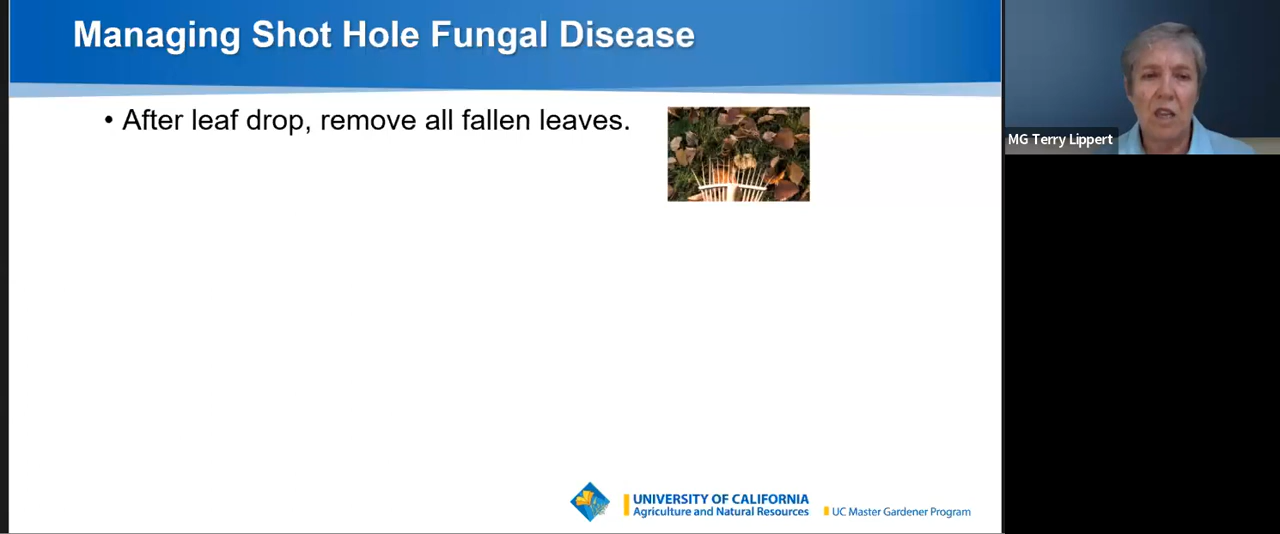 Managing Shot Hole Fungal Disease
• After leaf drop, remove all fallen leaves.
MG Terry Lippert
UNIVERSITY OF CALIFORNIA
Agriculture and Natural Resources
UC Master Gardener Program